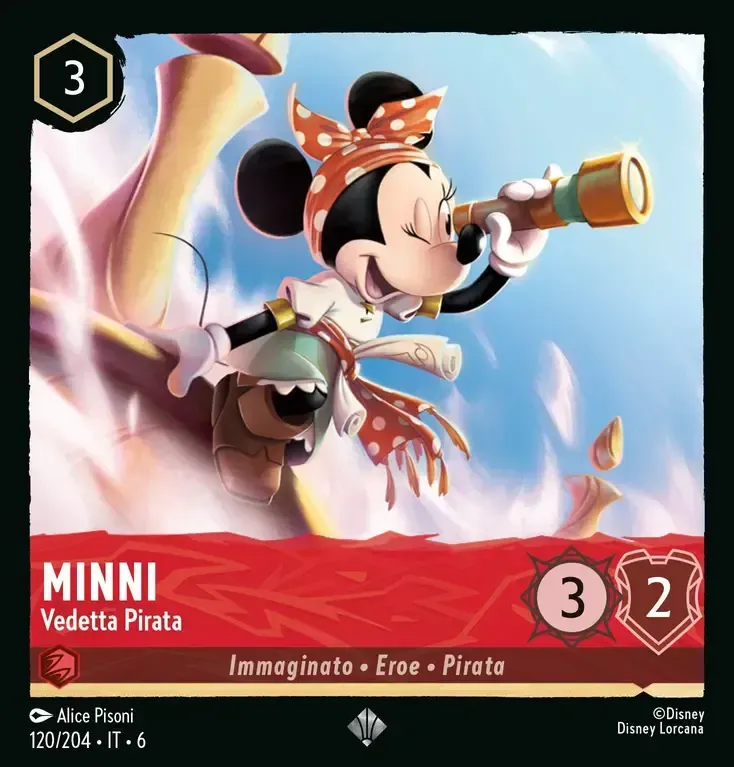 3
MINNI
Vedetta Pirata
3
2
Immaginato • Eroe • Pirata
Alice Pisoni
©Disney
120/204 • IT • 6
Disney Lorcana